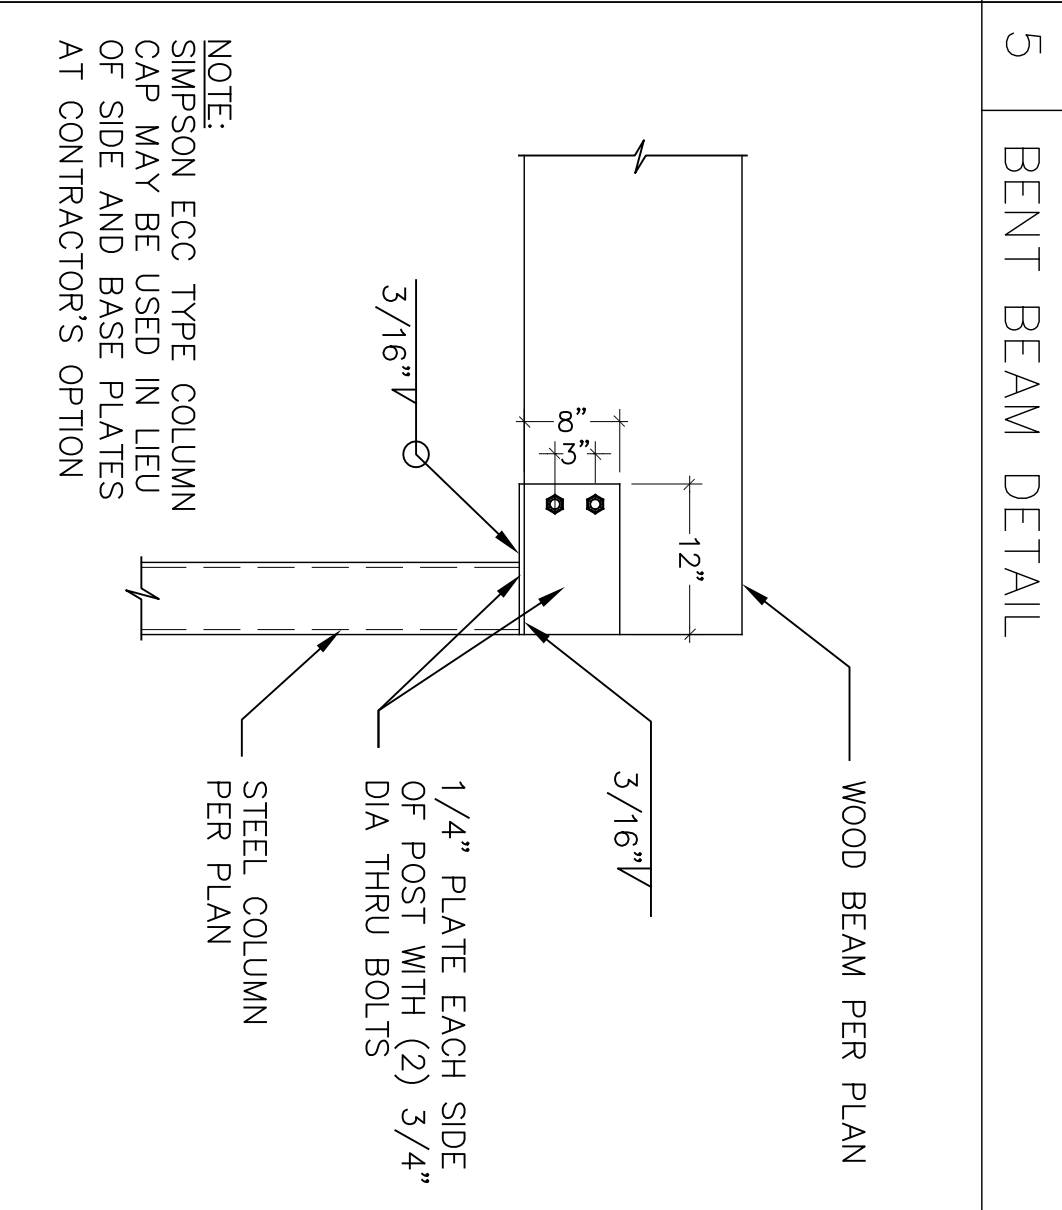 5 BENT BEAM DETAIL
WOOD BEAM PER PLAN
12"
8"
3"
3/16"
3/16"
1/4" PLATE EACH SIDE
OF POST WITH (2) 3/4"
DIA THRU BOLTS
STEEL COLUMN
PER PLAN
NOTE:
SIMPSON ECC TYPE COLUMN
CAP MAY BE USED IN LIEU
OF SIDE AND BASE PLATES
AT CONTRACTOR'S OPTION